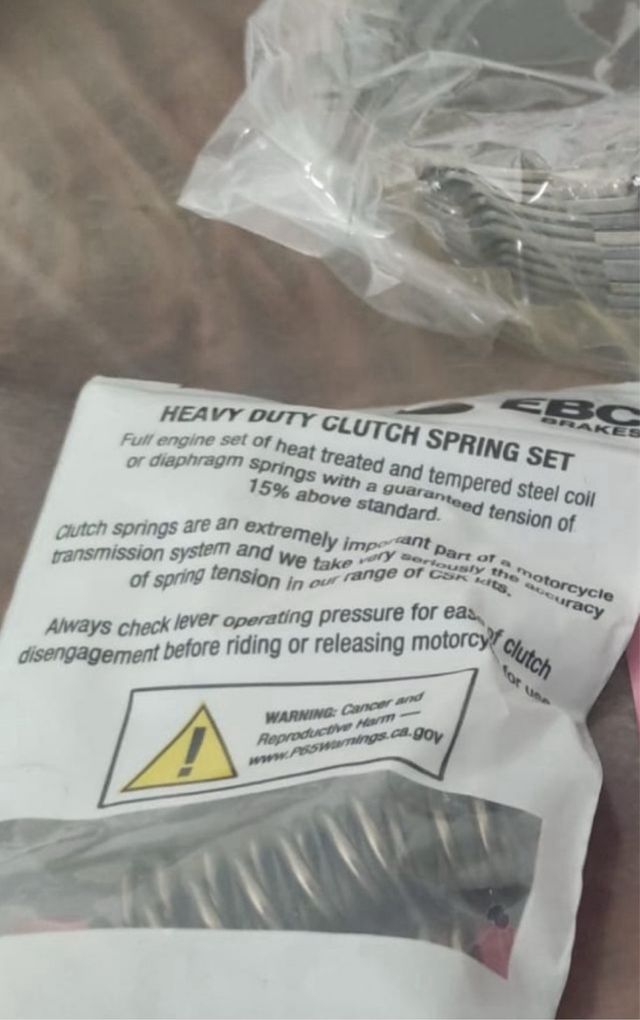 EBC
BRAKES
HEAVY DUTY CLUTCH SPRING SET
Full engine set of heat treated and tempered steel coil
or diaphragm springs with a guaranteed tension of
15% above standard.
Clutch springs are an extremely important part of a motorcycle
transmission system and we take very seriously the accuracy
of spring tension in our range of CSK kits.
Always check lever operating pressure for ease of clutch
disengagement before riding or releasing motorcy for use
WARNING: Cancer and
Reproductive Harm —
www.P65Warnings.ca.gov